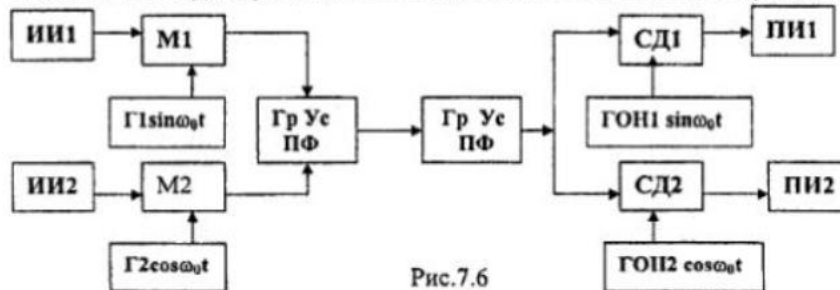 ИИ1
М1
СД1
ПИ1
Г1sinω₀t
Гр Ус
ПФ
Гр Ус
ПФ
ГОН1 sinω₀t
ИИ2
М2
СД2
ПИ2
Г2cosω₀t
ГОН2 cosω₀t
Рис.7.6